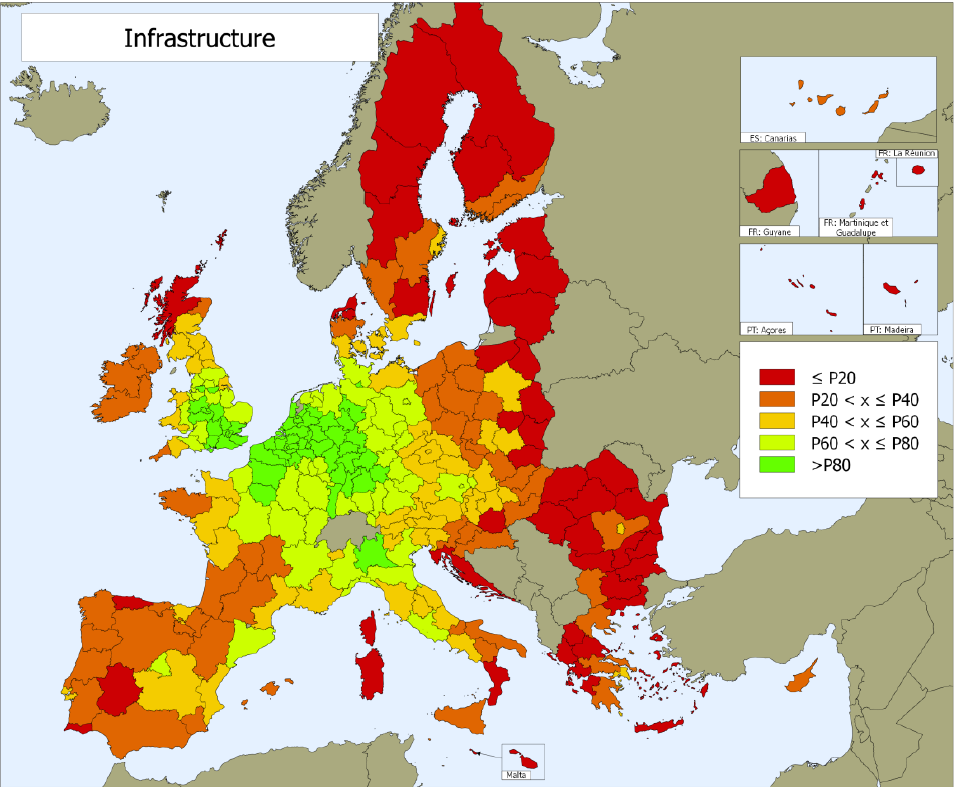 Infrastructure
ES: Canarias
FR: La Réunion
FR: Guyane
FR: Martinique et
Guadalupe
PT: Açores
PT: Madeira
≤ P20
P20 < x ≤ P40
P40 < x ≤ P60
P60 < x ≤ P80
>P80
Malta